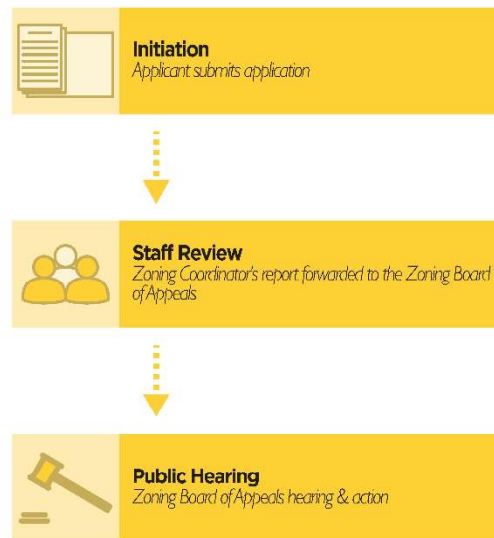 Initiation
Applicant submits application
Staff Review
Zoning Coordinator's report forwarded to the Zoning Board
of Appeals
Public Hearing
Zoning Board of Appeals hearing & action